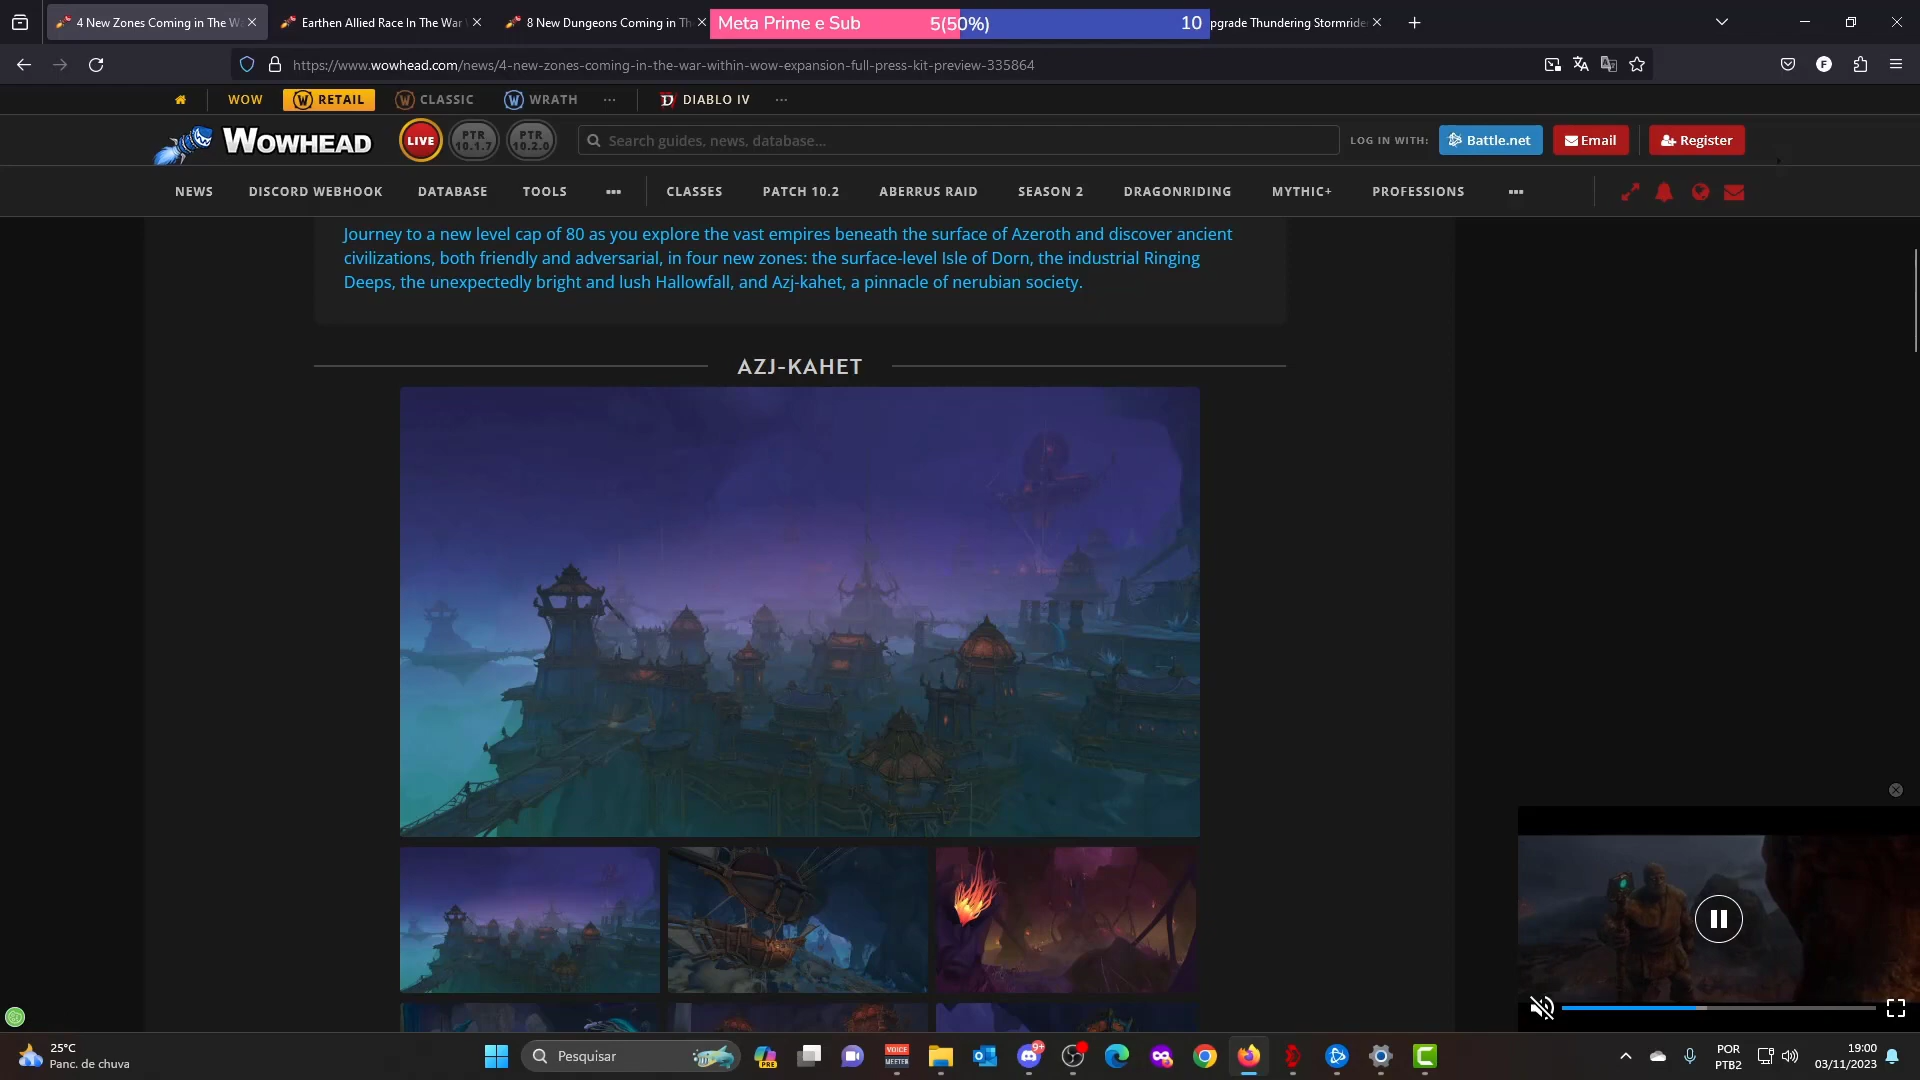 4 New Zones Coming in The W
Earthen Allied Race In The War
8 New Dungeons Coming in Th
Meta Prime e Sub 5(50%) 10
pgrade Thundering Stormride
https://www.wowhead.com/news/4-new-zones-coming-in-the-war-within-wow-expansion-full-press-kit-preview-335864
WOW RETAIL CLASSIC WRATH DIABLO IV
WOWHEAD
LIVE
PTR 10.1.7
PTR 10.2.0
Search guides, news, database...
LOG IN WITH: Battle.net Email Register
NEWS DISCORD WEBHOOK DATABASE TOOLS CLASSES PATCH 10.2 ABERRUS RAID SEASON 2 DRAGONRIDING MYTHIC+ PROFESSIONS
Journey to a new level cap of 80 as you explore the vast empires beneath the surface of Azeroth and discover ancient
civilizations, both friendly and adversarial, in four new zones: the surface-level Isle of Dorn, the industrial Ringing
Deeps, the unexpectedly bright and lush Hallowfall, and Azj-kahet, a pinnacle of nerubian society.
AZJ-KAHET
25°C
Panc. de chuva
Pesquisar
PRE
VOICE
MEETER
9+
POR
PTB2
19:00
03/11/2023